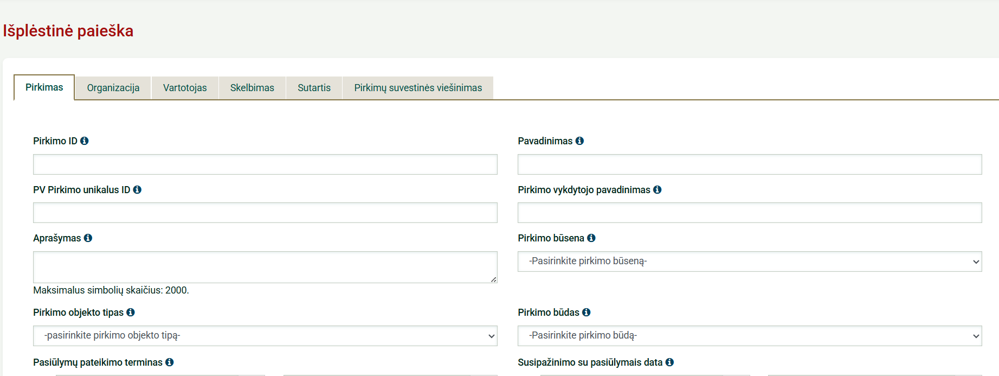 Išplėstinė paieška
Pirkimas Organizacija Vartotojas Skelbimas Sutartis Pirkimų suvestinės viešinimas
Pirkimo ID
Pavadinimas
PV Pirkimo unikalus ID
Pirkimo vykdytojo pavadinimas
Aprašymas
Pirkimo būsena
-Pasirinkite pirkimo būseną-
Maksimalus simbolių skaičius: 2000.
Pirkimo objekto tipas
Pirkimo būdas
-pasirinkite pirkimo objekto tipą-
-Pasirinkite pirkimo būdą-
Pasiūlymų pateikimo terminas
Susipažinimo su pasiūlymais data